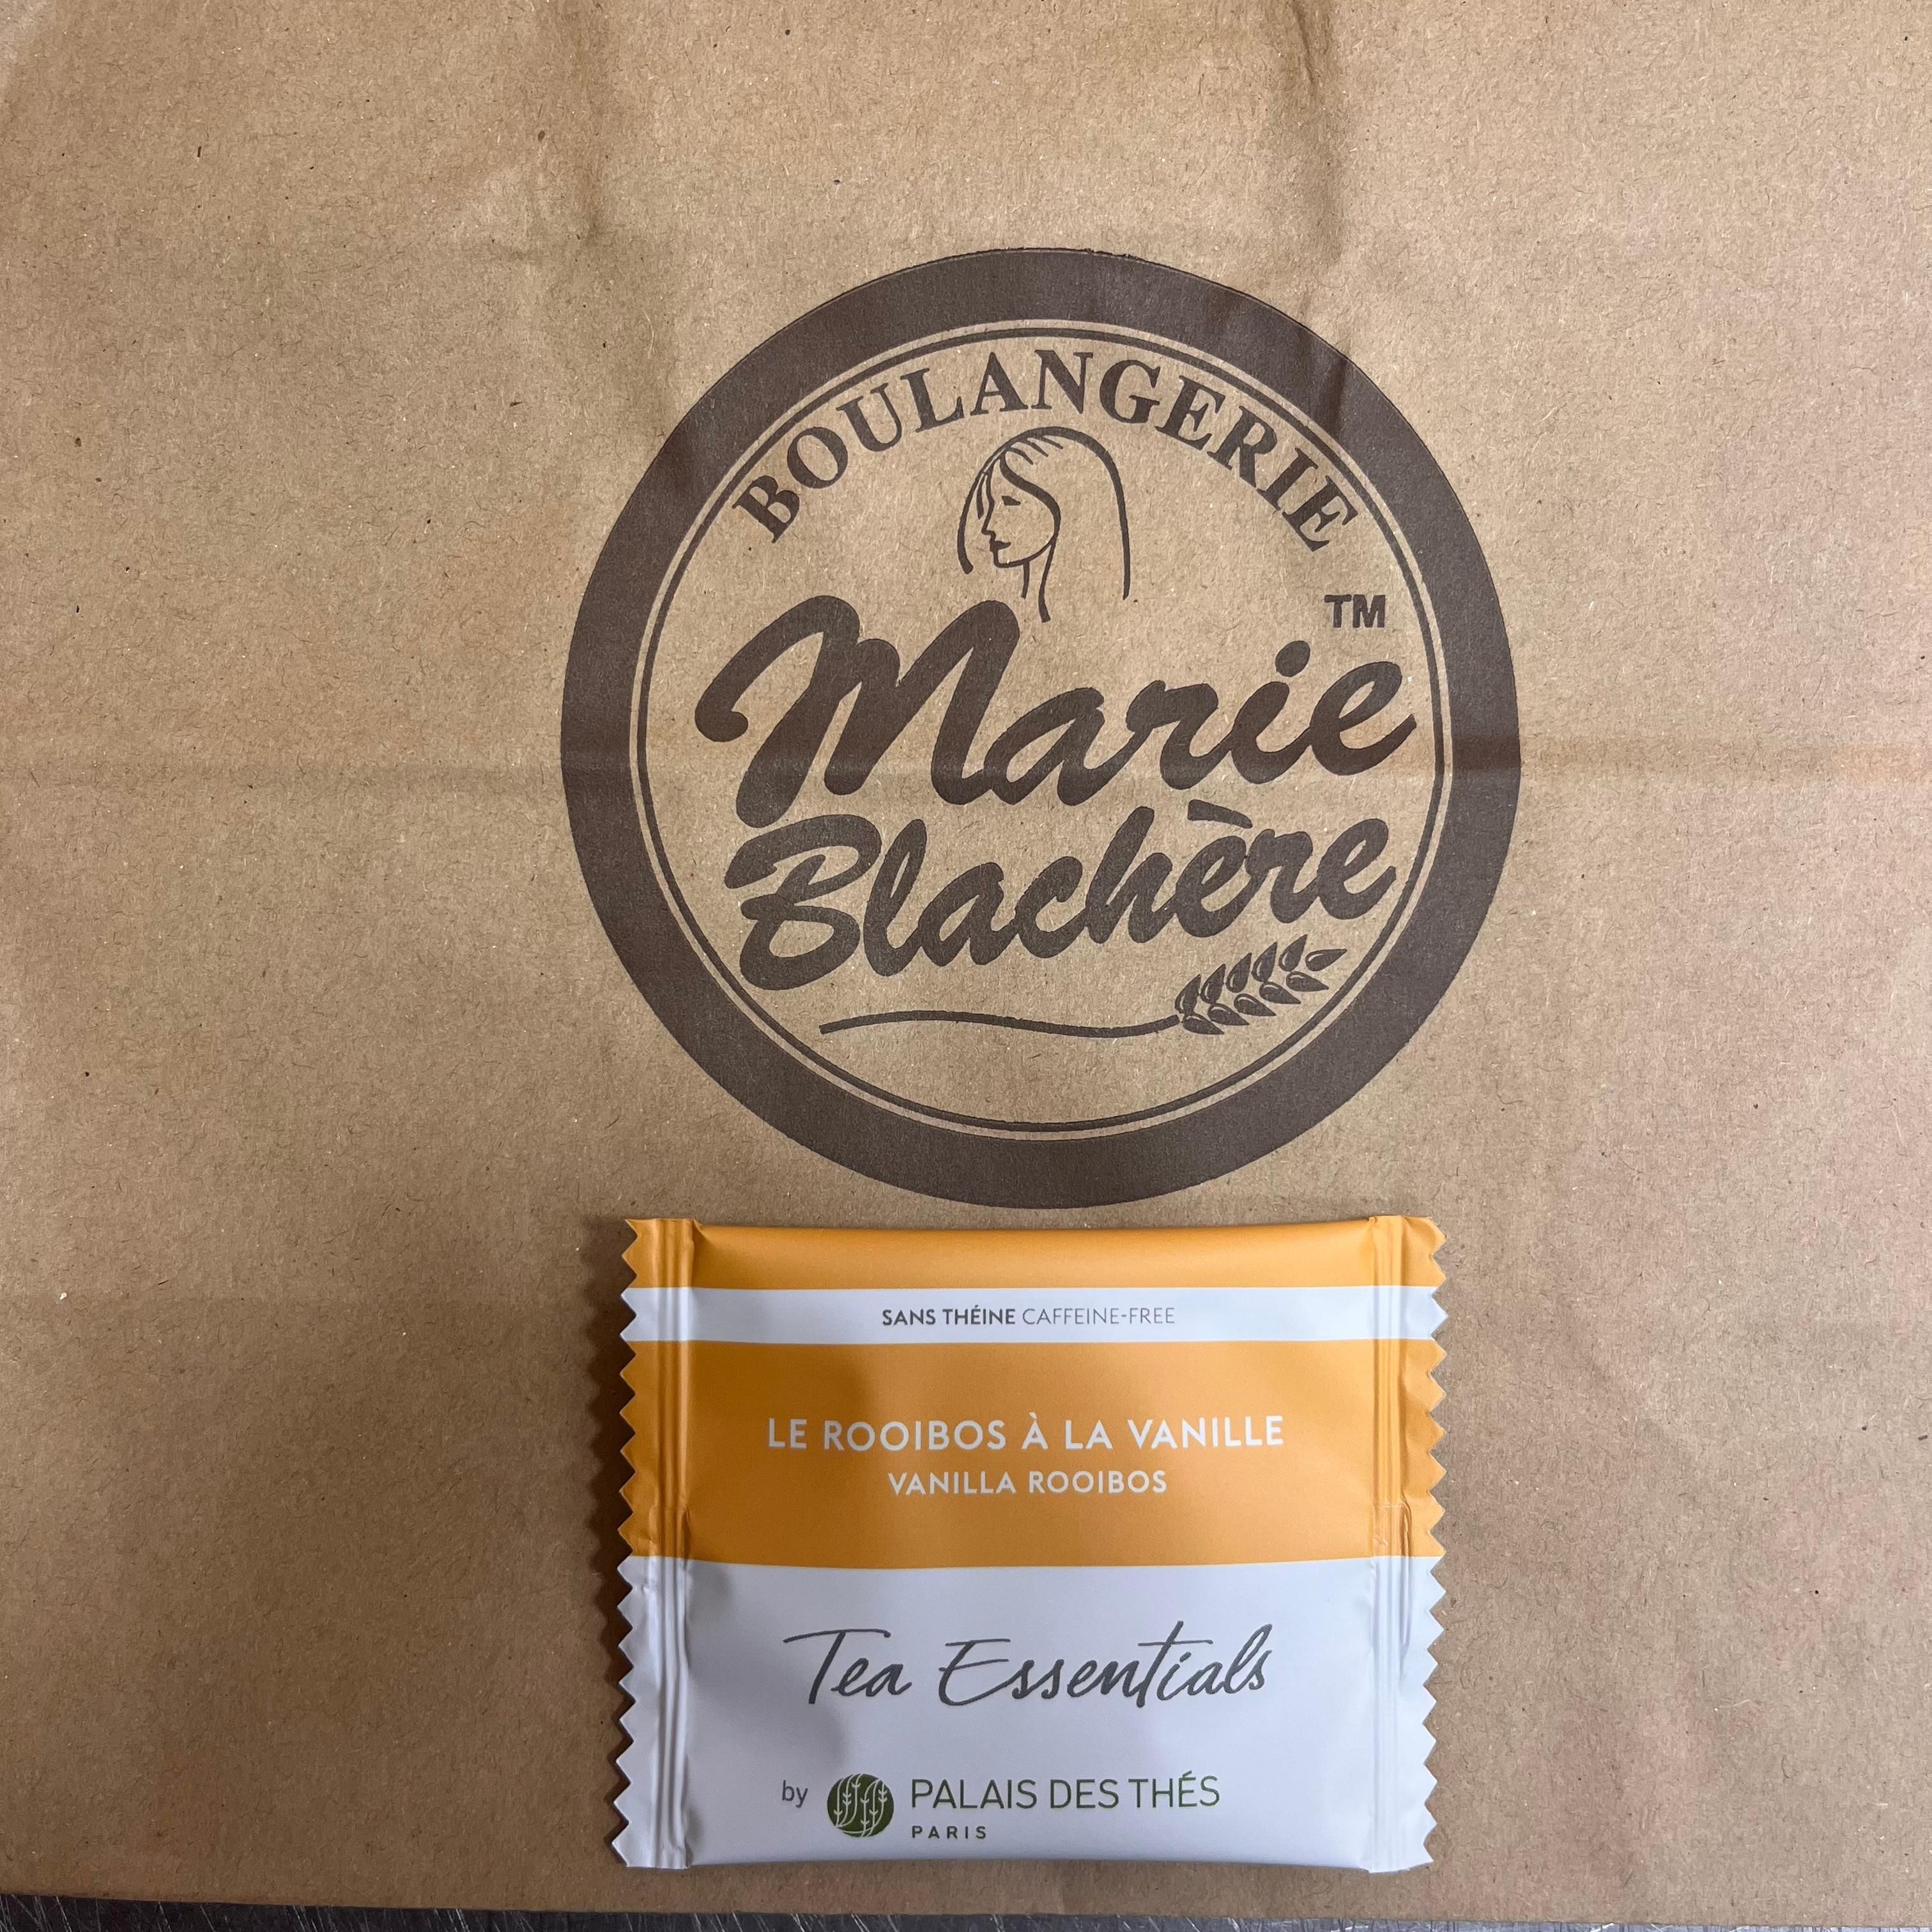 BOULANGERIE
TM
Marie
Blachère
SANS THÉINE CAFFEINE-FREE
LE ROOIBOS À LA VANILLE
VANILLA ROOIBOS
Tea Essentials
by PALAIS DES THÉS
PARIS